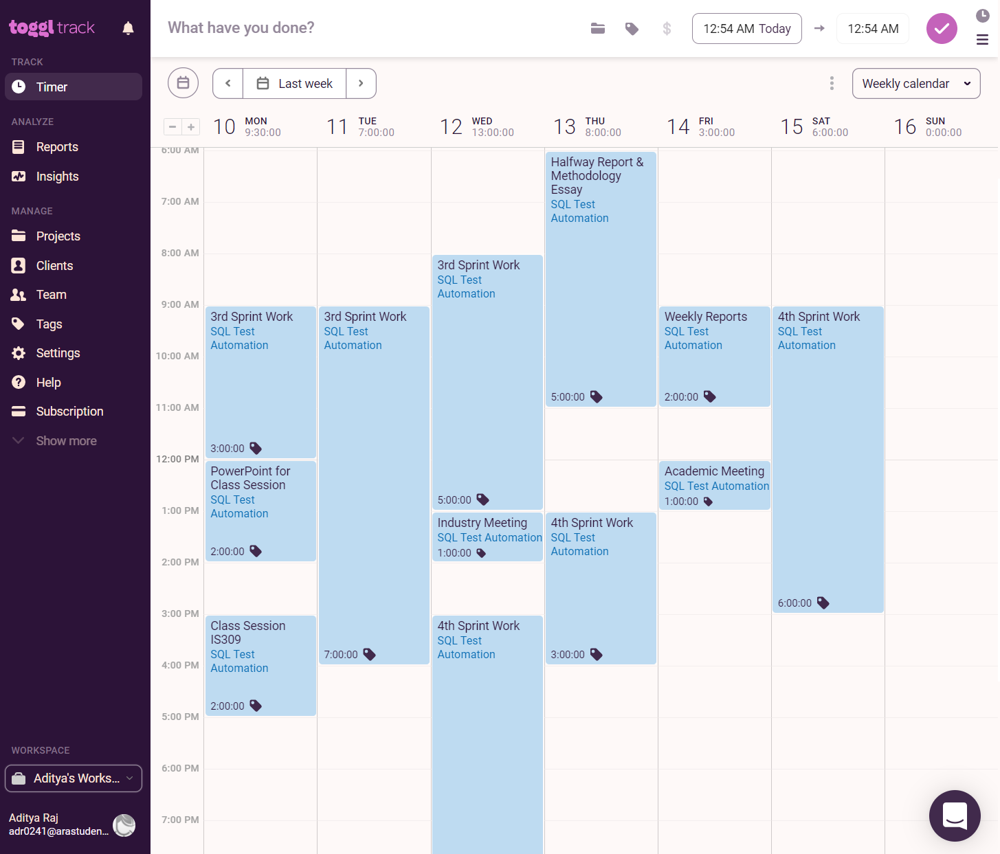 toggl track
TRACK
Timer
ANALYZE
Reports
Insights
MANAGE
Projects
Clients
Team
Tags
Settings
Help
Subscription
Show more
WORKSPACE
Aditya's Works...
Aditya Raj
adr0241@arastuden...
What have you done?
$
12:54 AM Today
12:54 AM
Last week
Weekly calendar
10 MON 9:30:00
11 TUE 7:00:00
12 WED 13:00:00
13 THU 8:00:00
14 FRI 3:00:00
15 SAT 6:00:00
16 SUN 0:00:00
6:00 AM
7:00 AM
8:00 AM
9:00 AM
10:00 AM
11:00 AM
12:00 PM
1:00 PM
2:00 PM
3:00 PM
4:00 PM
5:00 PM
6:00 PM
7:00 PM
3rd Sprint Work
SQL Test
Automation
3:00:00
PowerPoint for
Class Session
SQL Test
Automation
2:00:00
Class Session
IS309
SQL Test
Automation
2:00:00
3rd Sprint Work
SQL Test
Automation
7:00:00
3rd Sprint Work
SQL Test
Automation
5:00:00
Industry Meeting
SQL Test Automation
1:00:00
4th Sprint Work
SQL Test
Automation
Halfway Report &
Methodology
Essay
SQL Test
Automation
5:00:00
4th Sprint Work
SQL Test
Automation
3:00:00
Weekly Reports
SQL Test
Automation
2:00:00
Academic Meeting
SQL Test Automation
1:00:00
4th Sprint Work
SQL Test
Automation
6:00:00